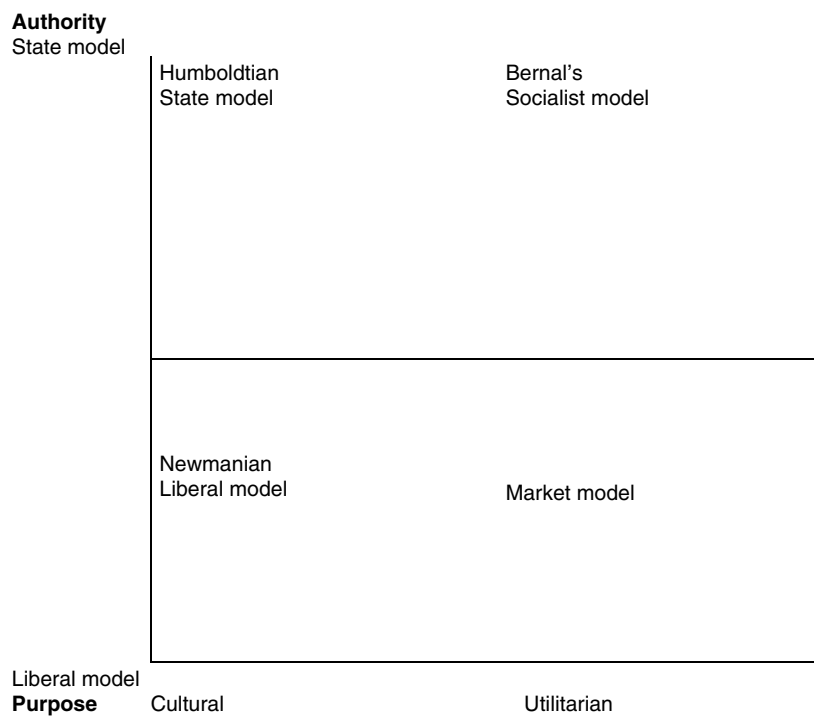 Authority
State model
Humboldtian
State model
Bernal's
Socialist model
Newmanian
Liberal model
Market model
Liberal model
Purpose Cultural Utilitarian